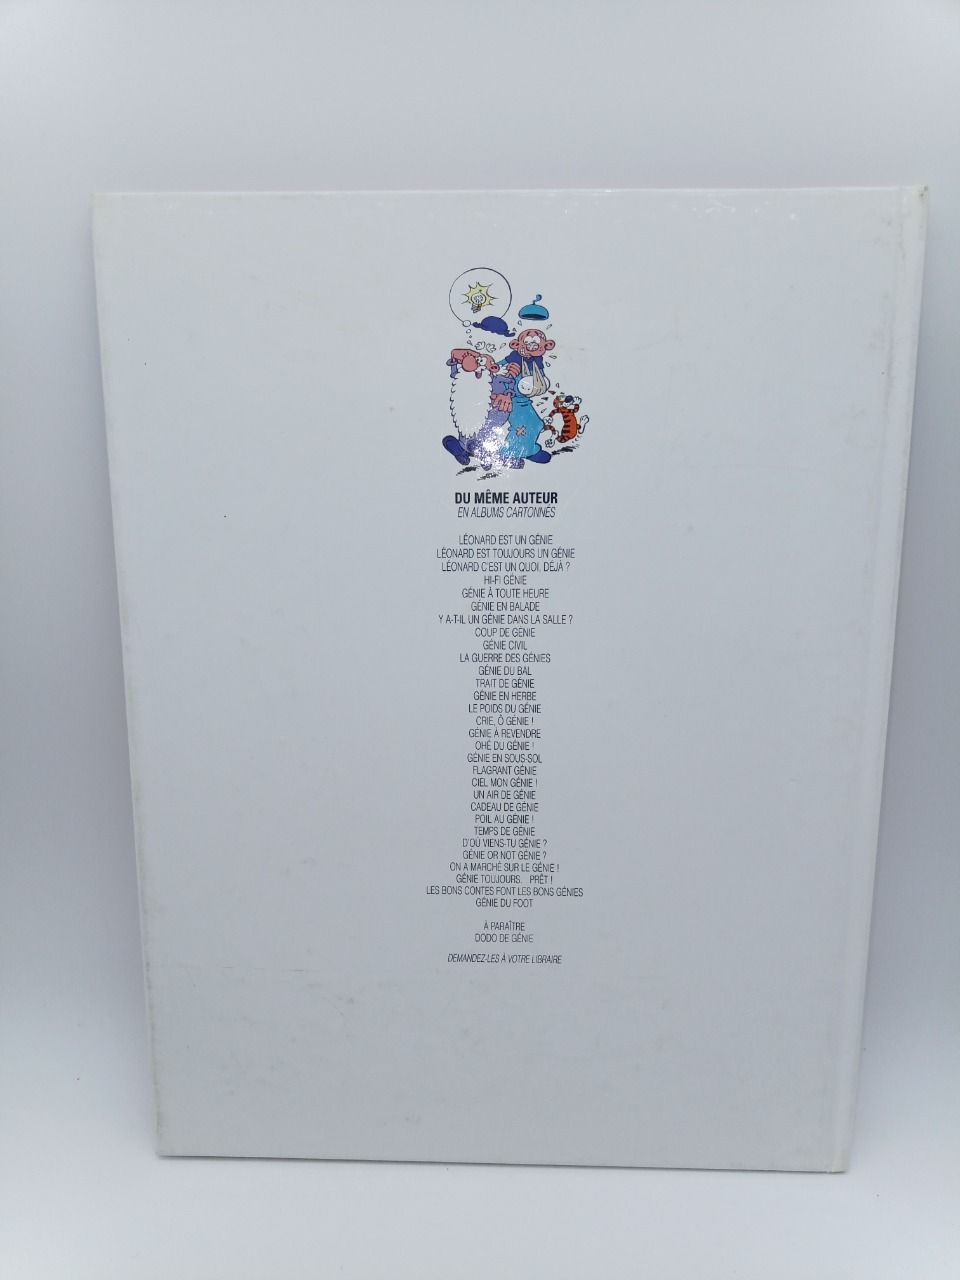 DU MÊME AUTEUR
EN ALBUMS CARTONNÉS
LÉONARD EST UN GÉNIE
LÉONARD EST TOUJOURS UN GÉNIE
LÉONARD C'EST UN QUOI, DÉJÀ ?
HI-FI GÉNIE
GÉNIE À TOUTE HEURE
GÉNIE EN BALADE
Y A-T-IL UN GÉNIE DANS LA SALLE ?
COUP DE GÉNIE
GÉNIE CIVIL
LA GUERRE DES GÉNIES
GÉNIE DU BAL
TRAIT DE GÉNIE
GÉNIE EN HERBE
LE POIDS DU GÉNIE
CRIE, Ô GÉNIE !
GÉNIE À REVENDRE
OHÉ DU GÉNIE !
GÉNIE EN SOUS-SOL
FLAGRANT GÉNIE
CIEL MON GÉNIE !
UN AIR DE GÉNIE
CADEAU DE GÉNIE
POIL AU GÉNIE !
TEMPS DE GÉNIE
D'OÙ VIENS-TU GÉNIE ?
GÉNIE OR NOT GÉNIE ?
ON A MARCHÉ SUR LE GÉNIE !
GÉNIE TOUJOURS... PRÊT !
LES BONS CONTES FONT LES BONS GÉNIES
GÉNIE DU FOOT
À PARAÎTRE
DODO DE GÉNIE
DEMANDEZ-LES À VOTRE LIBRAIRE